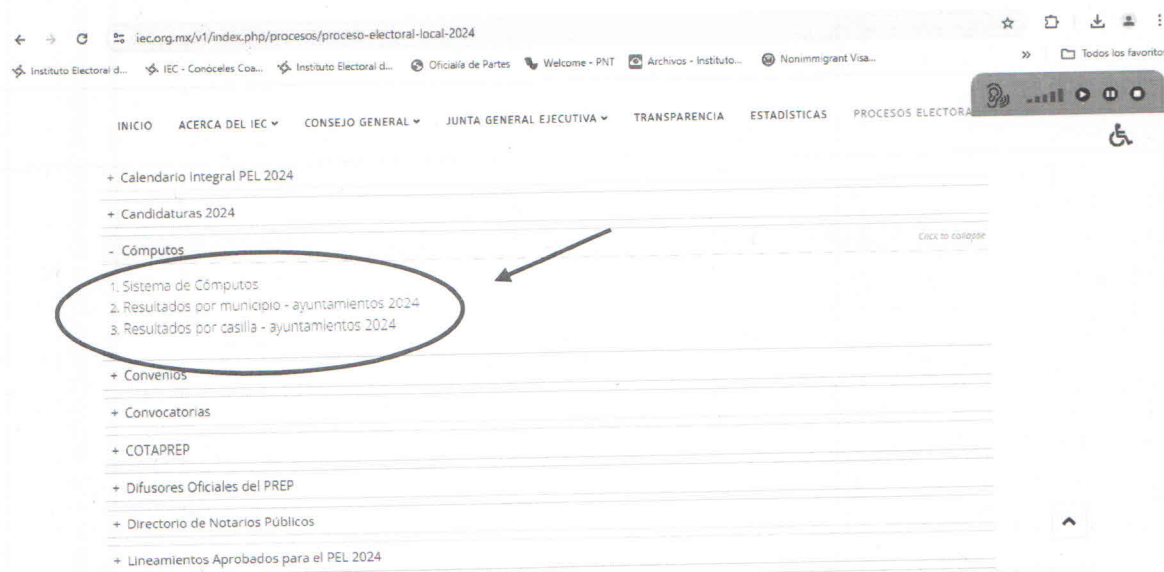 iec.org.mx/v1/index.php/procesos/proceso-electoral-local-2024
Instituto Electoral d... IEC - Conóceles Coa... Instituto Electoral d... Oficialía de Partes Welcome - PNT Archivos - Instituto... Nonimmigrant Visa... » Todos los favorito
INICIO ACERCA DEL IEC CONSEJO GENERAL JUNTA GENERAL EJECUTIVA TRANSPARENCIA ESTADÍSTICAS PROCESOS ELECTORA
+ Calendario Integral PEL 2024
+ Candidaturas 2024
- Cómputos
Click to collapse
1. Sistema de Cómputos
2. Resultados por municipio - ayuntamientos 2024
3. Resultados por casilla - ayuntamientos 2024
+ Convenios
+ Convocatorias
+ COTAPREP
+ Difusores Oficiales del PREP
+ Directorio de Notarios Públicos
+ Lineamientos Aprobados para el PEL 2024